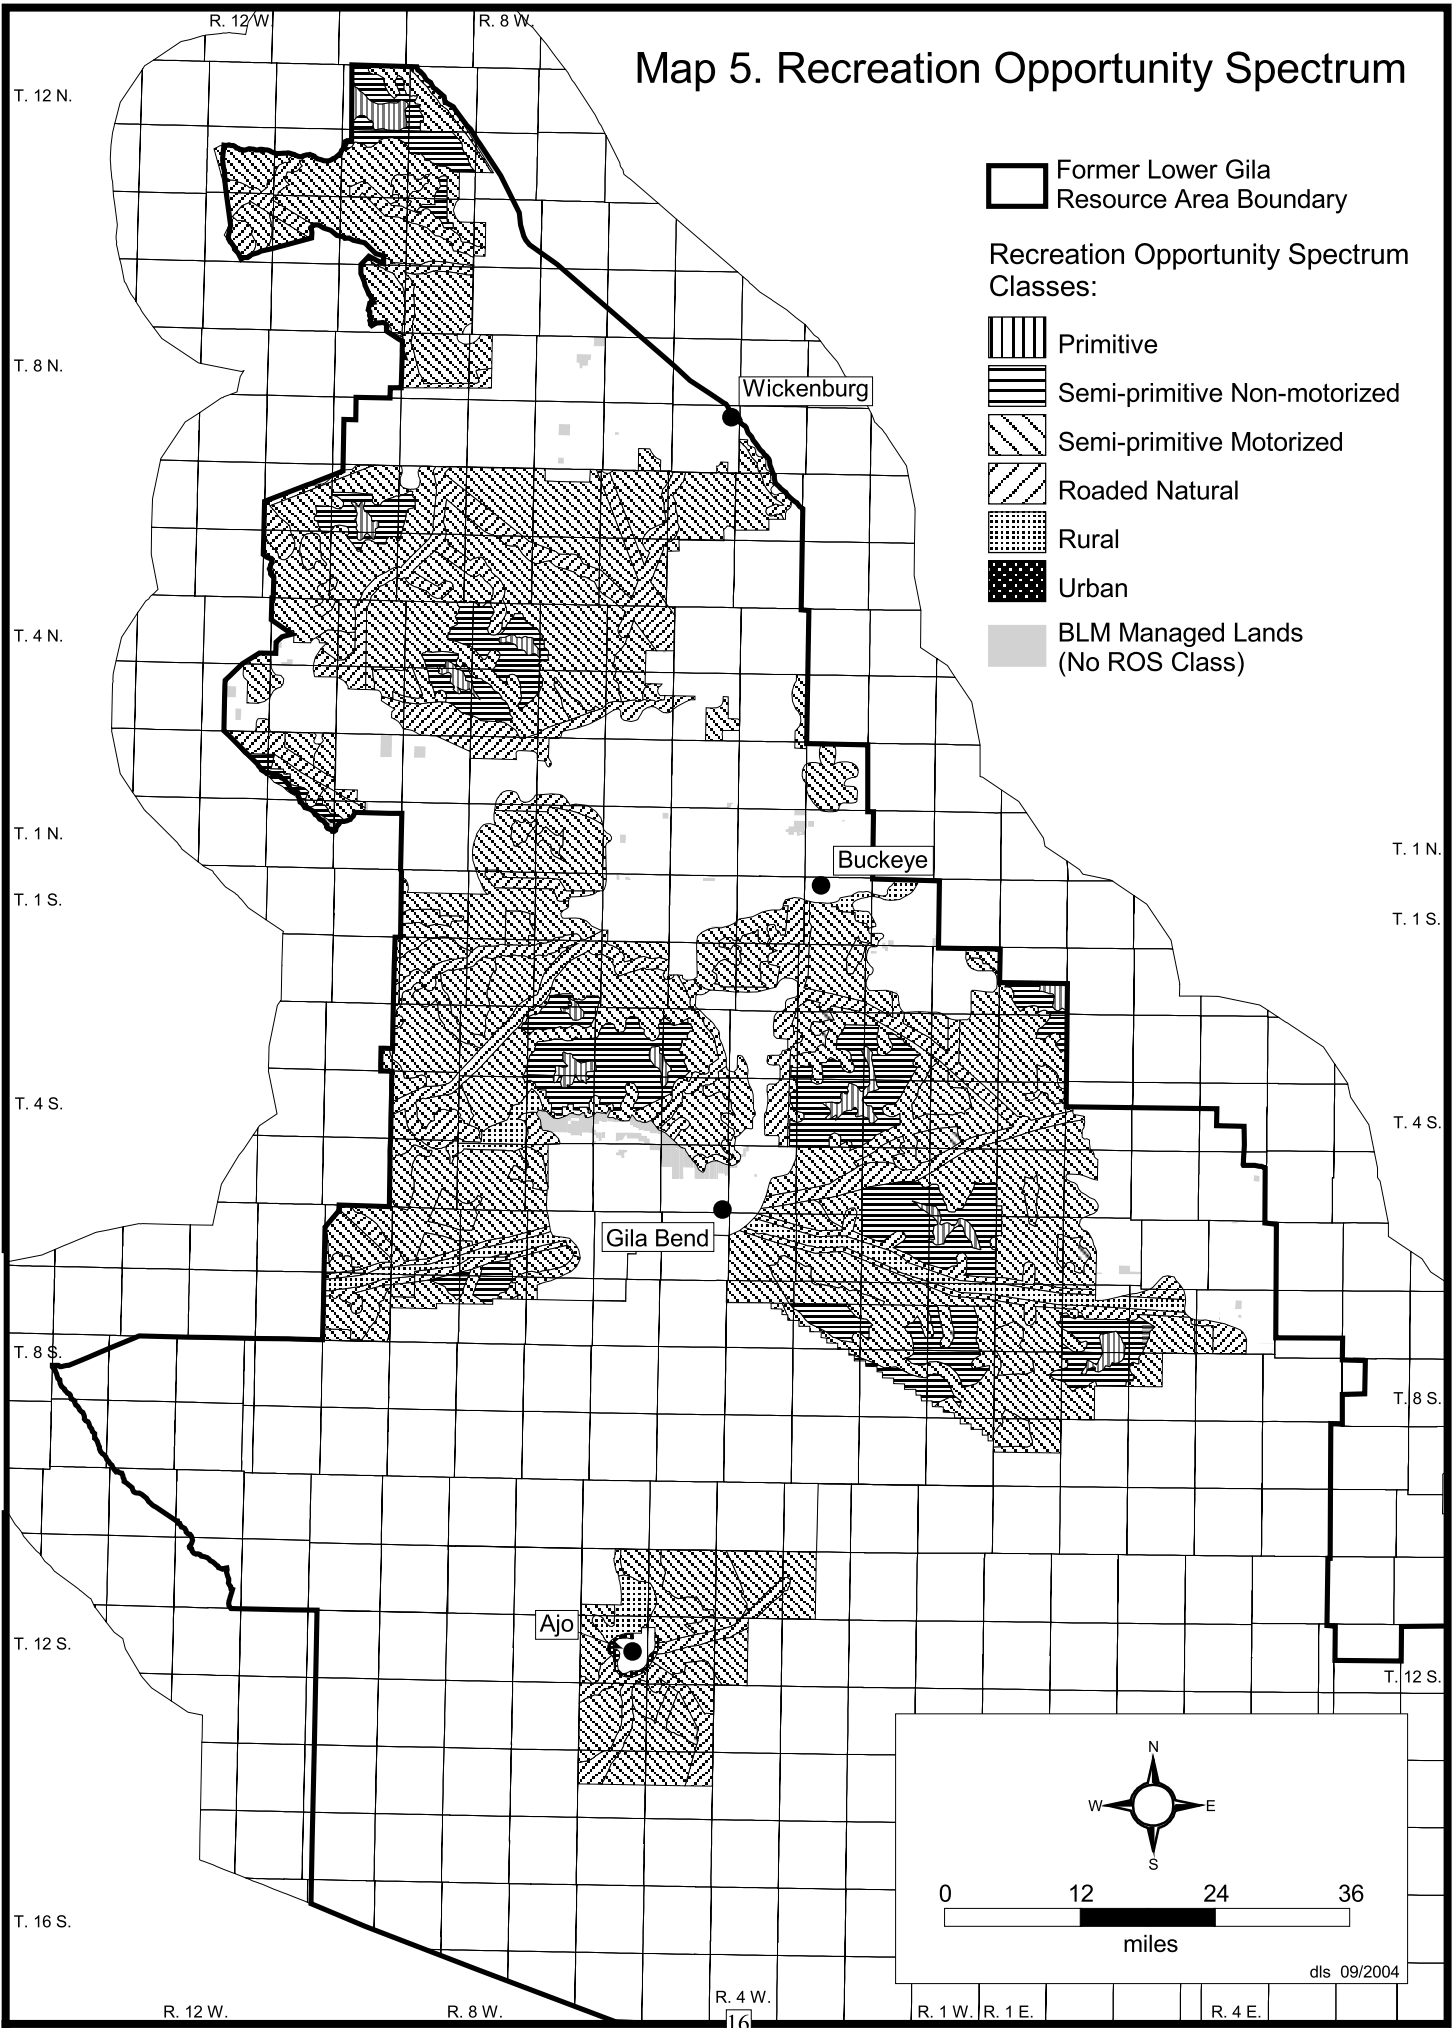 R. 12 W.
R. 8 W.
Map 5. Recreation Opportunity Spectrum
T. 12 N.
Former Lower Gila
Resource Area Boundary
Recreation Opportunity Spectrum
Classes:
Primitive
Semi-primitive Non-motorized
Semi-primitive Motorized
Roaded Natural
Rural
Urban
BLM Managed Lands
(No ROS Class)
T. 8 N.
Wickenburg
T. 4 N.
T. 1 N.
T. 1 N.
Buckeye
T. 1 S.
T. 1 S.
T. 4 S.
T. 4 S.
Gila Bend
T. 8 S.
T. 8 S.
Ajo
T. 12 S.
T. 12 S.
N
W
E
S
0 12 24 36
miles
T. 16 S.
dls 09/2004
R. 12 W.
R. 8 W.
R. 4 W.
R. 1 W.
R. 1 E.
R. 4 E.
16